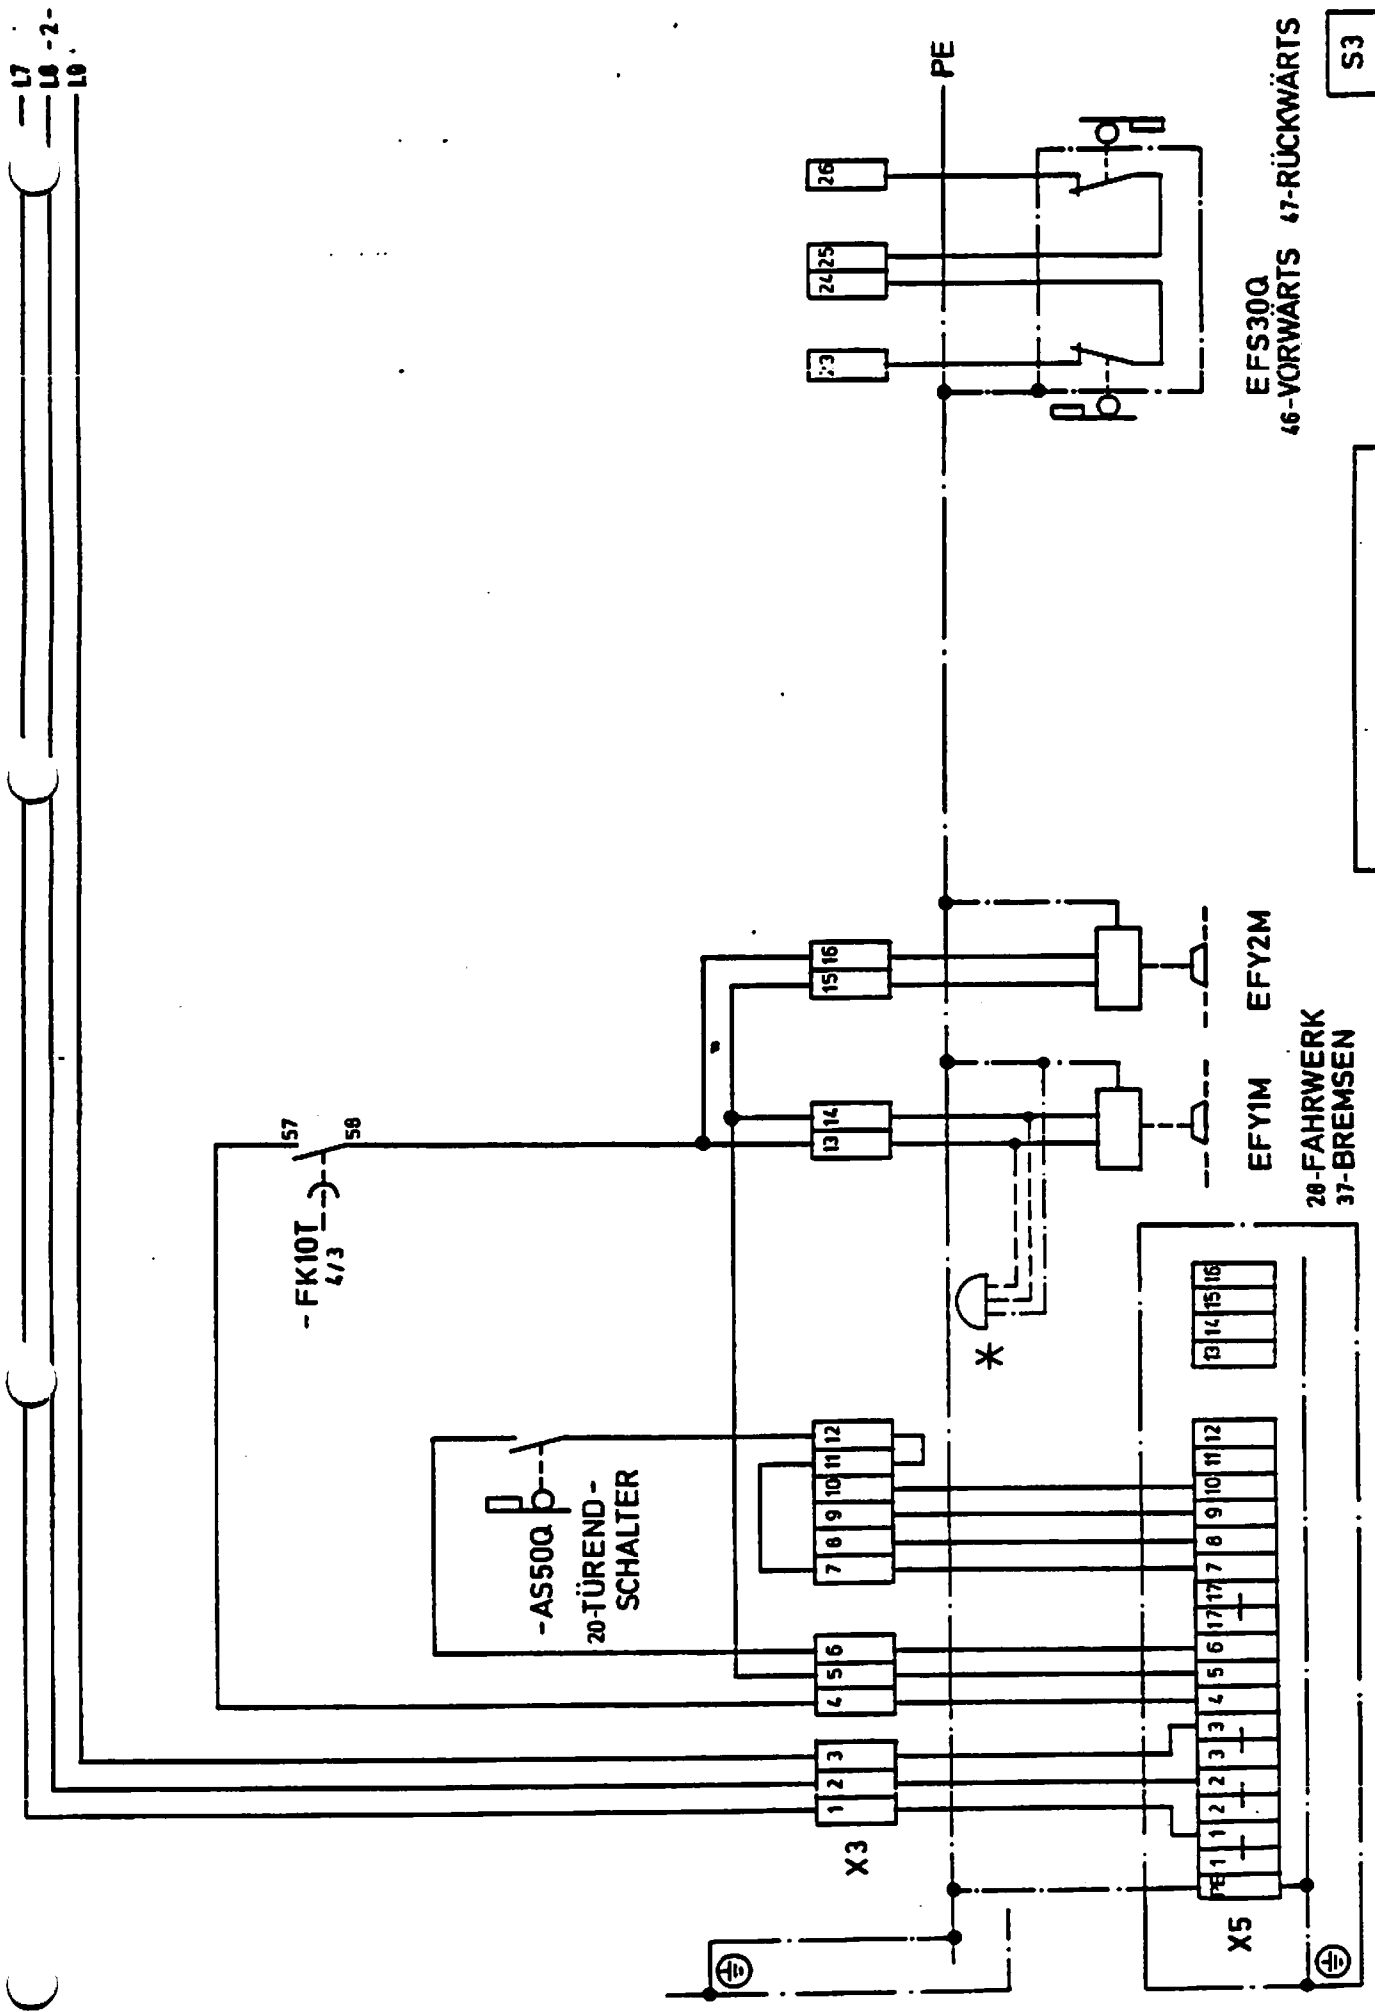 L7
L8 -2-
L9
57
58
-FK10T
4/3
-AS50Q
20-TÜREND-
SCHALTER
X3
1 2 3
4 5 6
7 8 9 10 11 12
13 14
15 16
24 25
26
PE
*
X5
PE 1 1 2 2 3 3 4 5 6 17 17 7 8 9 10 11 12
13 14 15 16
EFY1M
EFY2M
28-FAHRWERK
37-BREMSEN
EFS30Q
46-VORWÄRTS 47-RÜCKWÄRTS
S3